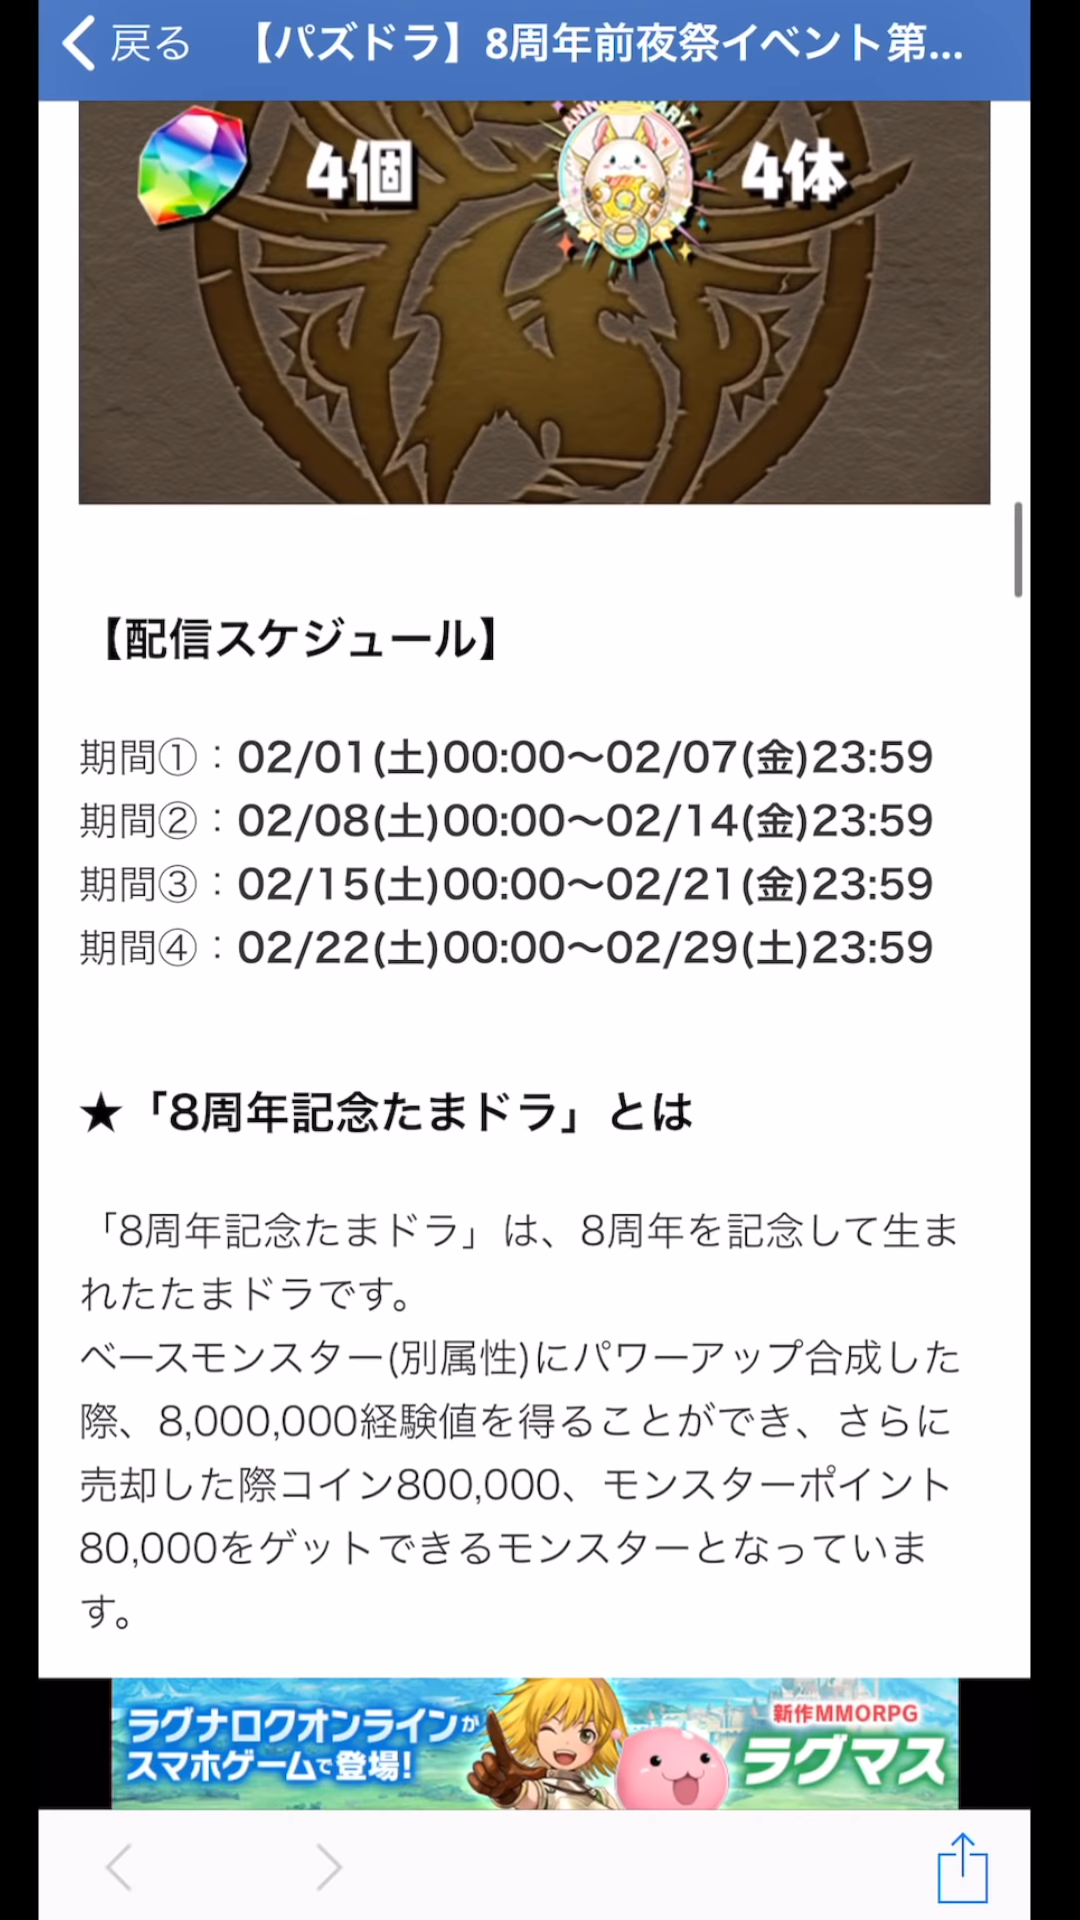 戻る 【パズドラ】8周年前夜祭イベント第...
ANNIVERSARY
4個 4体
【配信スケジュール】
期間①：02/01(土)00:00〜02/07(金)23:59
期間②：02/08(土)00:00〜02/14(金)23:59
期間③：02/15(土)00:00〜02/21(金)23:59
期間④：02/22(土)00:00〜02/29(土)23:59
★「8周年記念たまドラ」とは
「8周年記念たまドラ」は、8周年を記念して生ま
れたたまドラです。
ベースモンスター(別属性)にパワーアップ合成した
際、8,000,000経験値を得ることができ、さらに
売却した際コイン800,000、モンスターポイント
80,000をゲットできるモンスターとなっていま
す。
ラグナロクオンラインが
スマホゲームで登場!
新作MMORPG
ラグマス